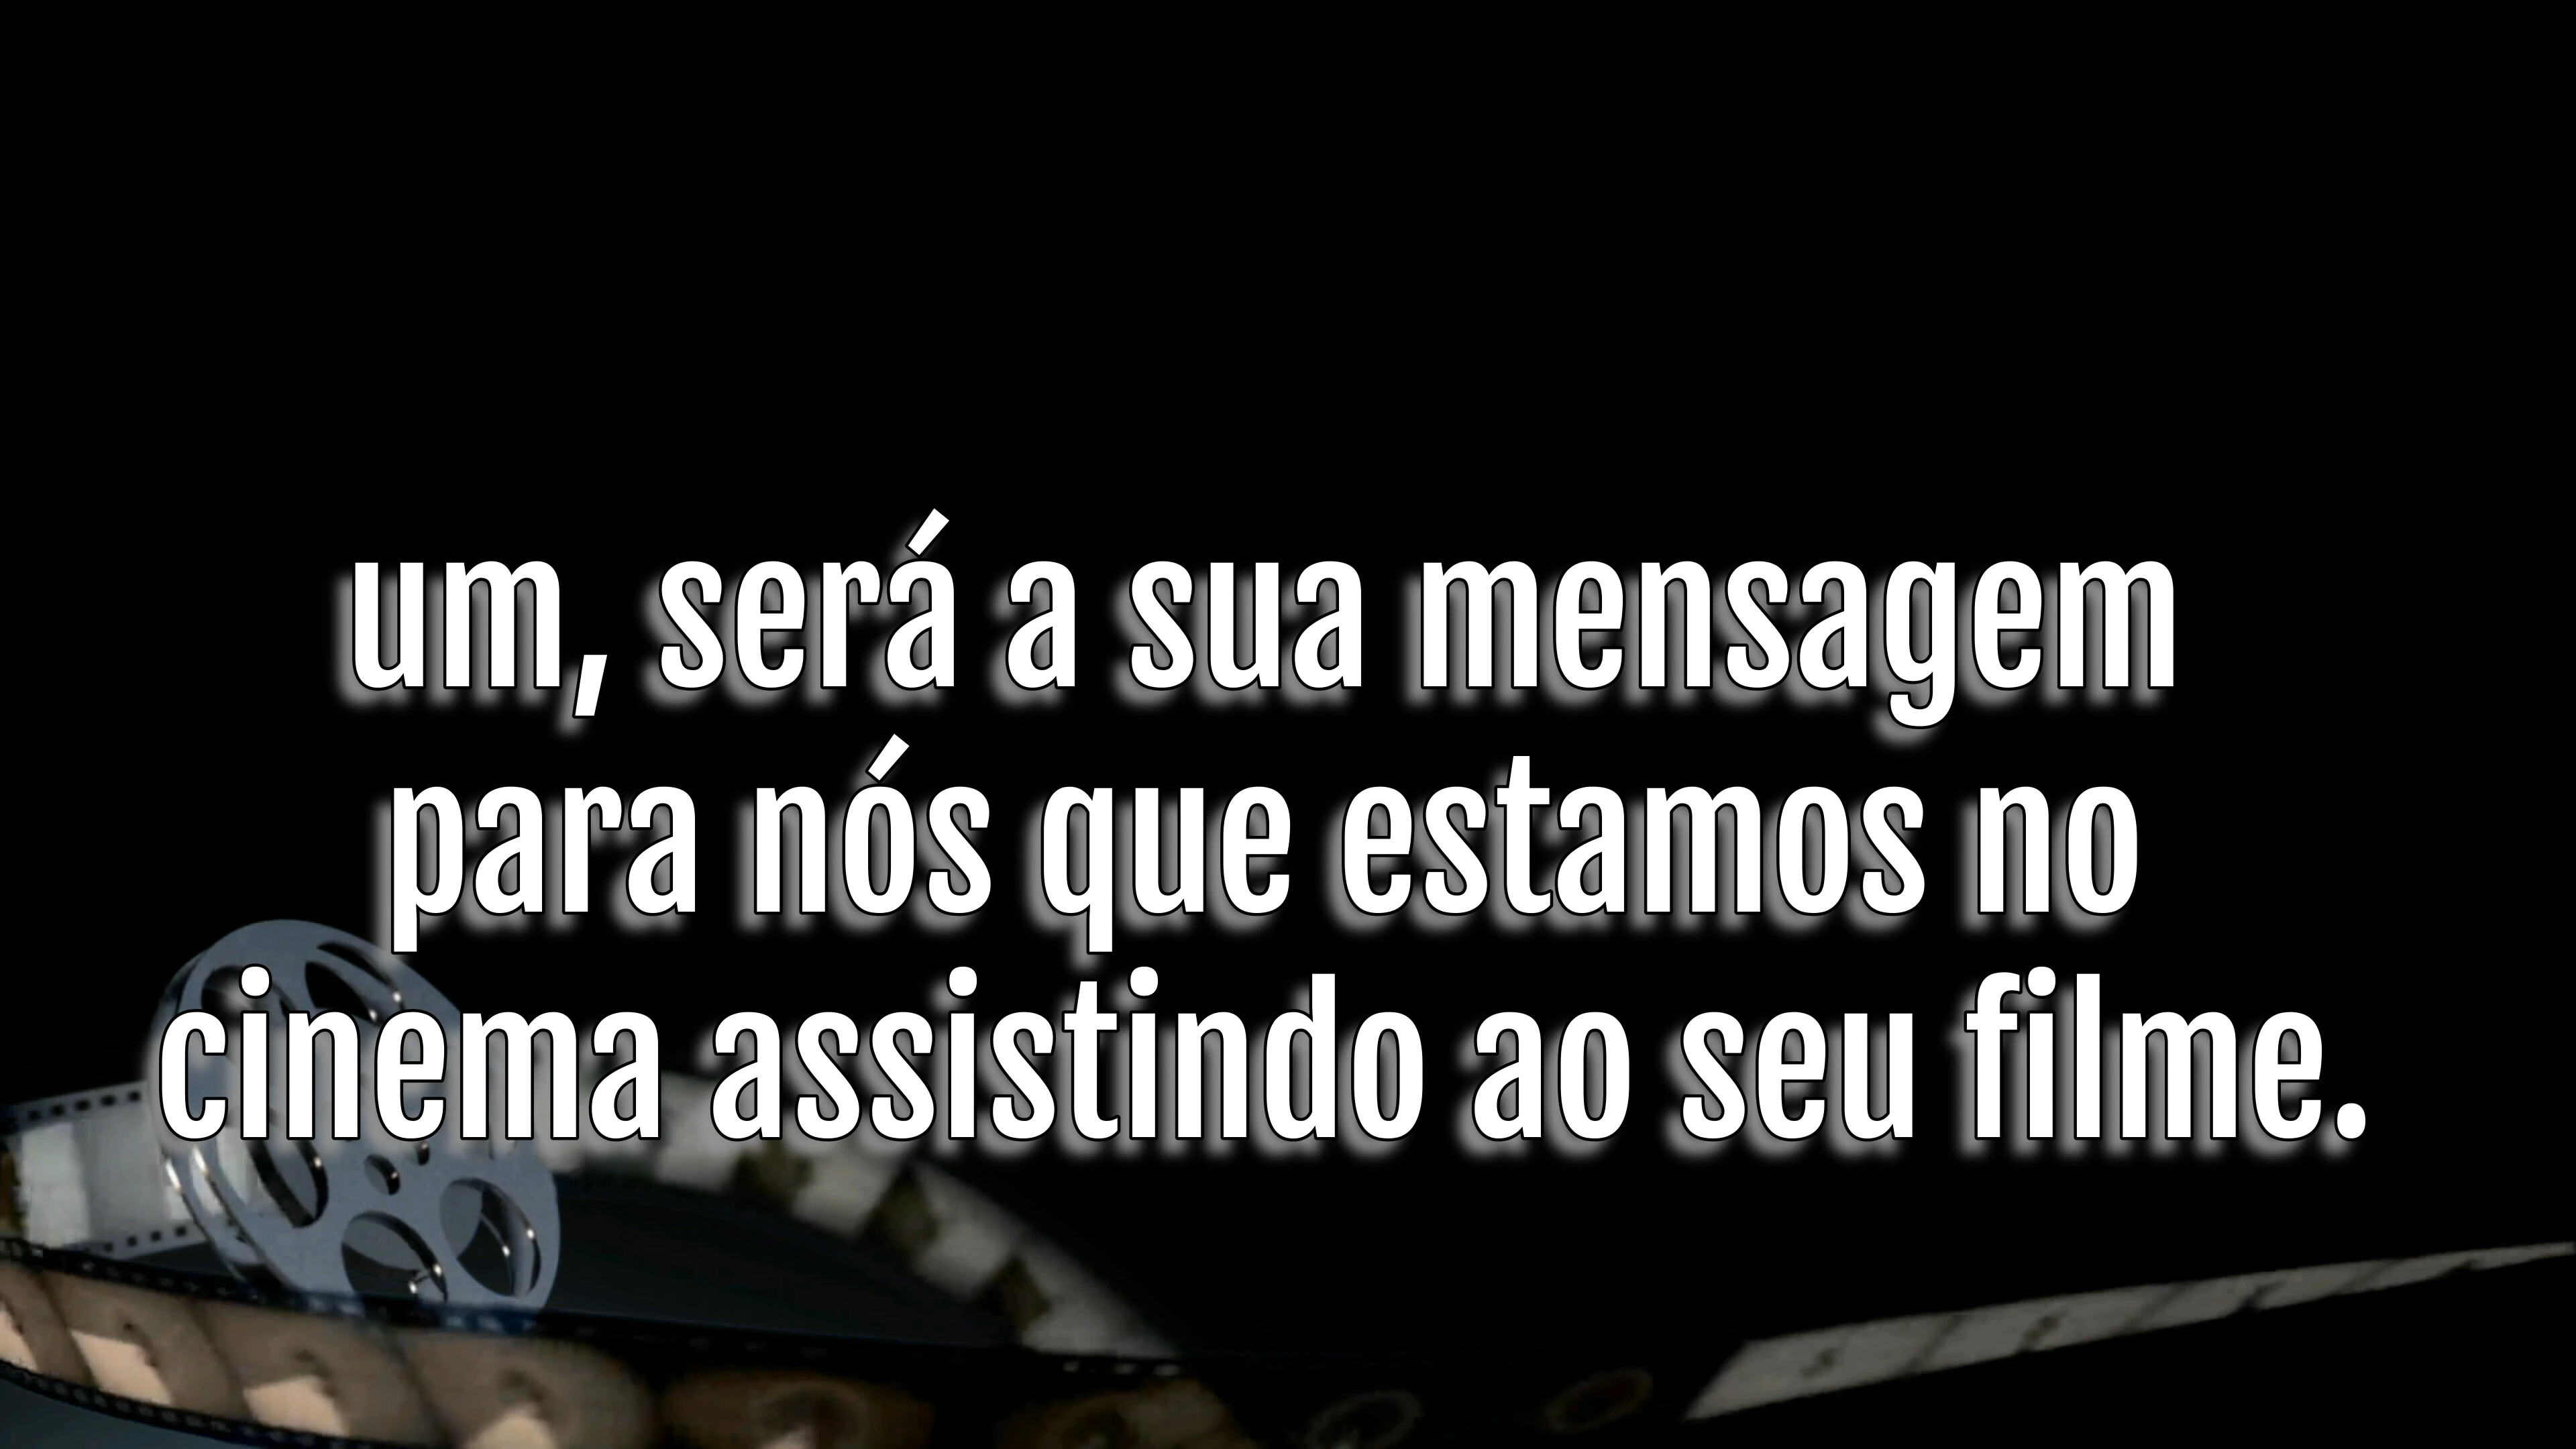 um, será a sua mensagem
para nós que estamos no
cinema assistindo ao seu filme.